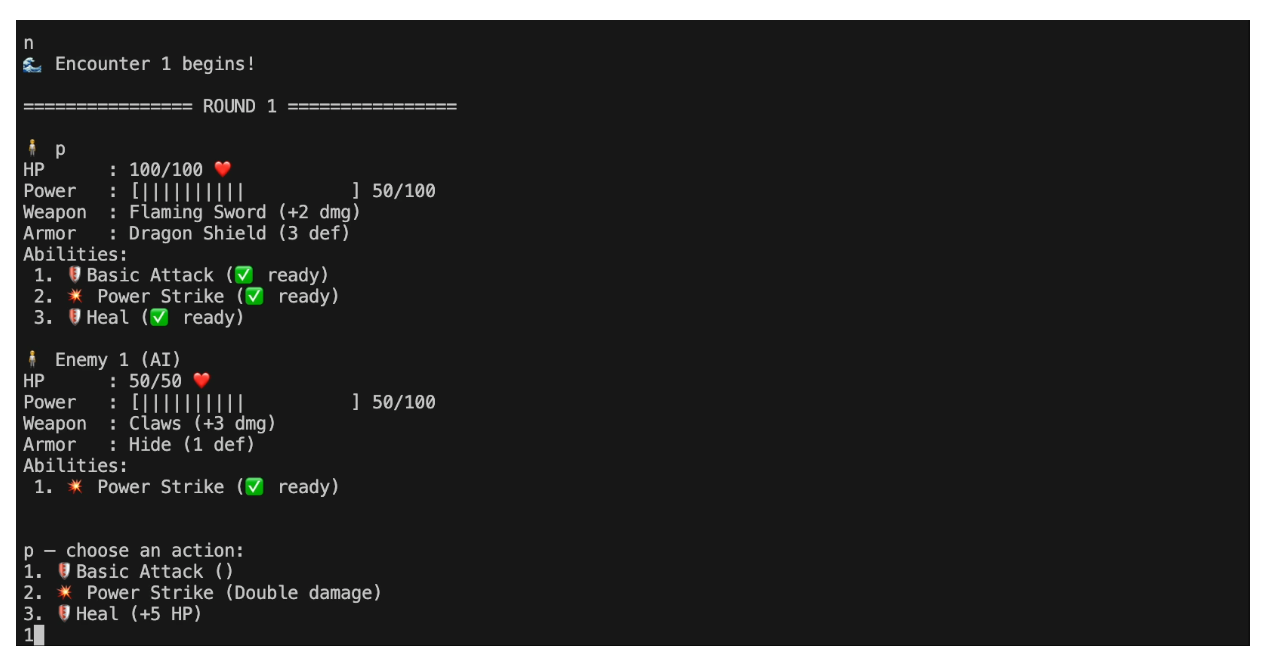 n
🌊 Encounter 1 begins!
================ ROUND 1 ================
🧍 p
HP      : 100/100 ❤️
Power   : [||||||||||          ] 50/100
Weapon  : Flaming Sword (+2 dmg)
Armor   : Dragon Shield (3 def)
Abilities:
 1. 🛡Basic Attack (✅ ready)
 2. 💥 Power Strike (✅ ready)
 3. 🛡Heal (✅ ready)
🧍 Enemy 1 (AI)
HP      : 50/50 ❤️
Power   : [||||||||||          ] 50/100
Weapon  : Claws (+3 dmg)
Armor   : Hide (1 def)
Abilities:
 1. 💥 Power Strike (✅ ready)
p — choose an action:
1. 🛡Basic Attack ()
2. 💥 Power Strike (Double damage)
3. 🛡Heal (+5 HP)
1